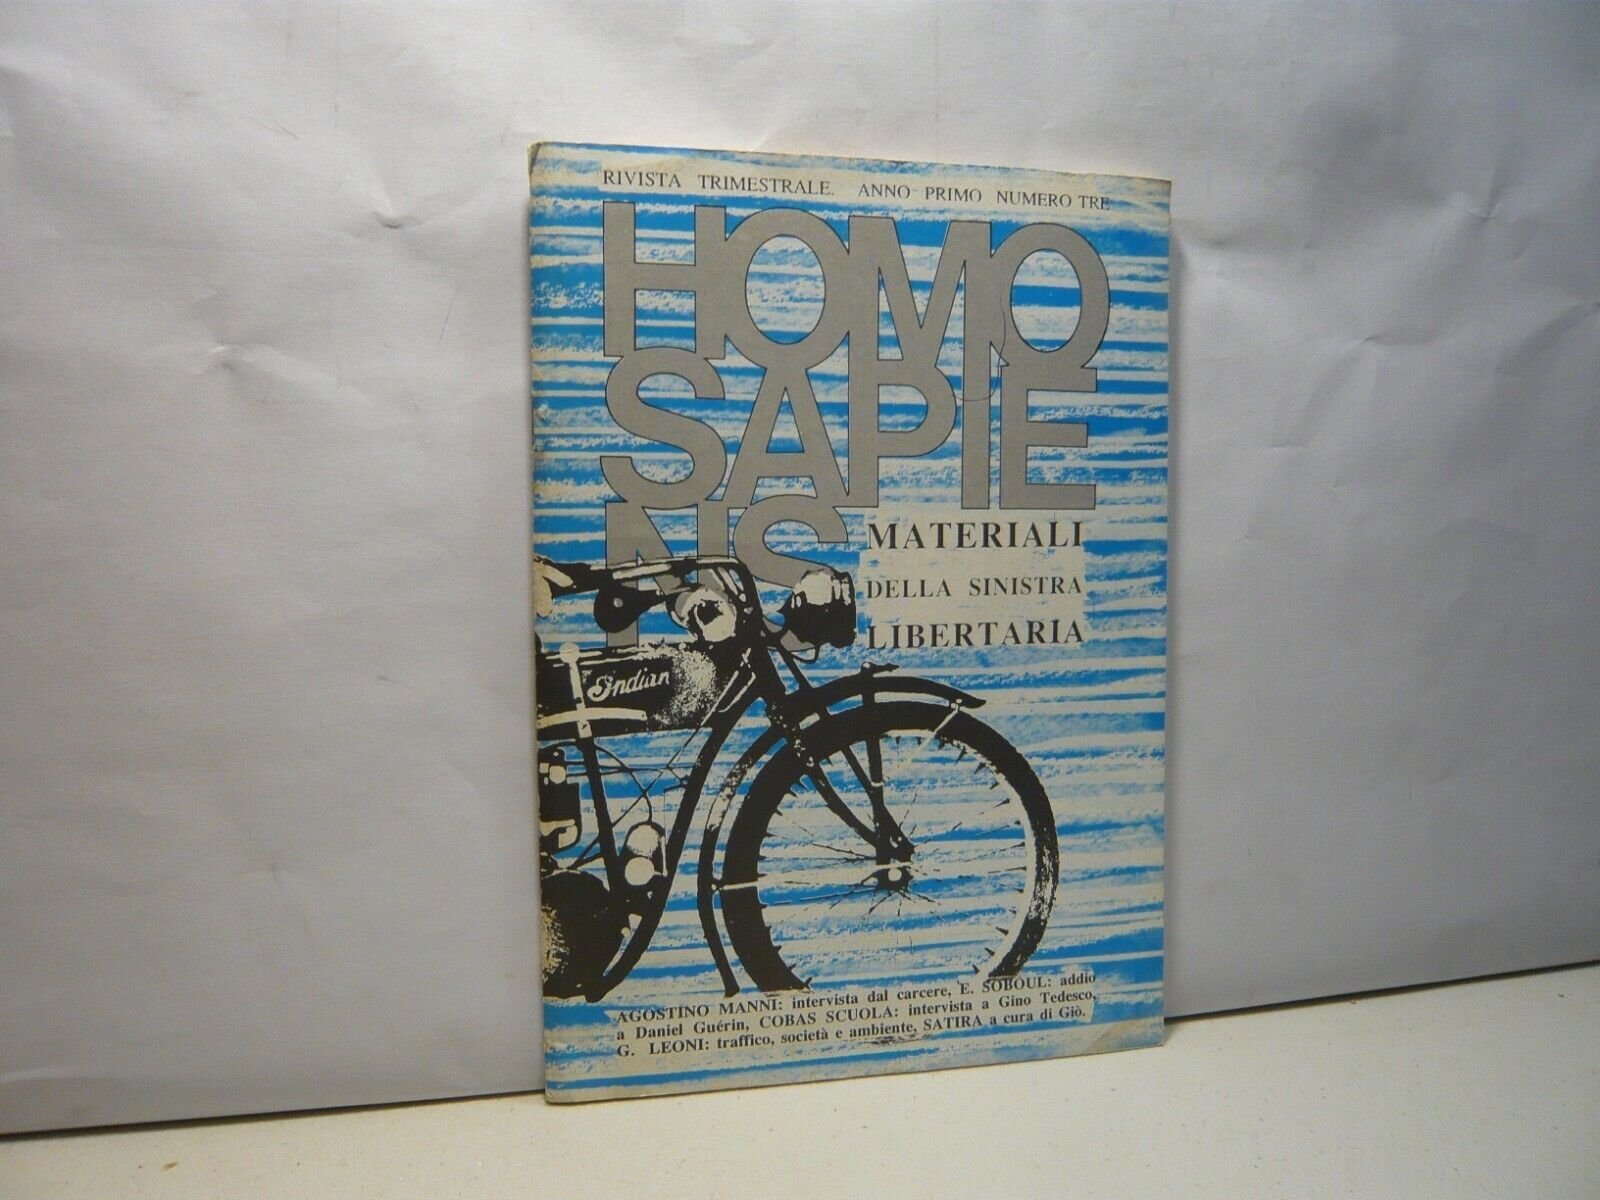 RIVISTA TRIMESTRALE. ANNO PRIMO NUMERO TRE
HOMO
SAPIE
NS
MATERIALI
DELLA SINISTRA
LIBERTARIA
Indian
AGOSTINO MANNI: intervista dal carcere, E. SOBOUL: addio
a Daniel Guérin, COBAS SCUOLA: intervista a Gino Tedesco,
G. LEONI: traffico, società e ambiente, SATIRA a cura di Giò.